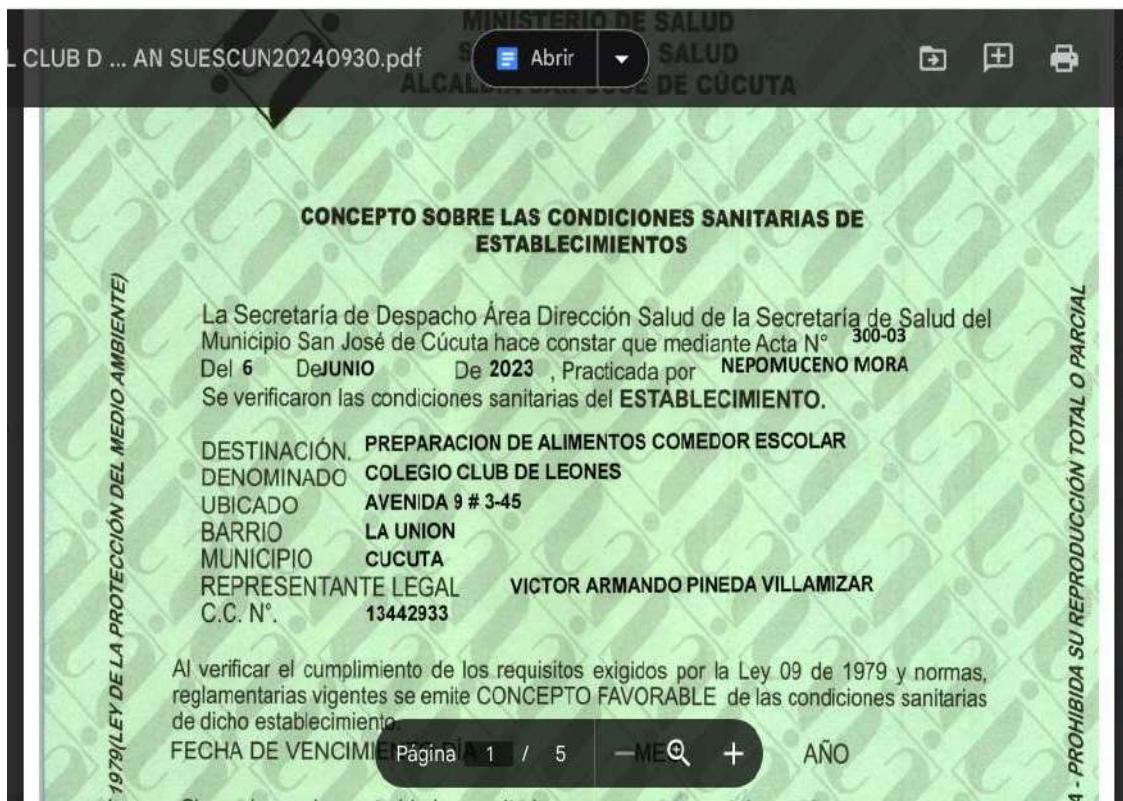 MINISTERIO DE SALUD
L CLUB D ... AN SUESCUN20240930.pdf
Abrir
SALUD
DE CÚCUTA
CONCEPTO SOBRE LAS CONDICIONES SANITARIAS DE
ESTABLECIMIENTOS
La Secretaría de Despacho Área Dirección Salud de la Secretaría de Salud del
Municipio San José de Cúcuta hace constar que mediante Acta N° 300-03
Del 6 De JUNIO De 2023 , Practicada por NEPOMUCENO MORA
Se verificaron las condiciones sanitarias del ESTABLECIMIENTO.
DESTINACIÓN. PREPARACION DE ALIMENTOS COMEDOR ESCOLAR
DENOMINADO COLEGIO CLUB DE LEONES
UBICADO AVENIDA 9 # 3-45
BARRIO LA UNION
MUNICIPIO CUCUTA
REPRESENTANTE LEGAL VICTOR ARMANDO PINEDA VILLAMIZAR
C.C. N°. 13442933
Al verificar el cumplimiento de los requisitos exigidos por la Ley 09 de 1979 y normas,
reglamentarias vigentes se emite CONCEPTO FAVORABLE de las condiciones sanitarias
de dicho establecimiento.
FECHA DE AÑO
Página 1 / 5
1979(LEY DE LA PROTECCIÓN DEL MEDIO AMBIENTE)
A - PROHIBIDA SU REPRODUCCIÓN TOTAL O PARCIAL